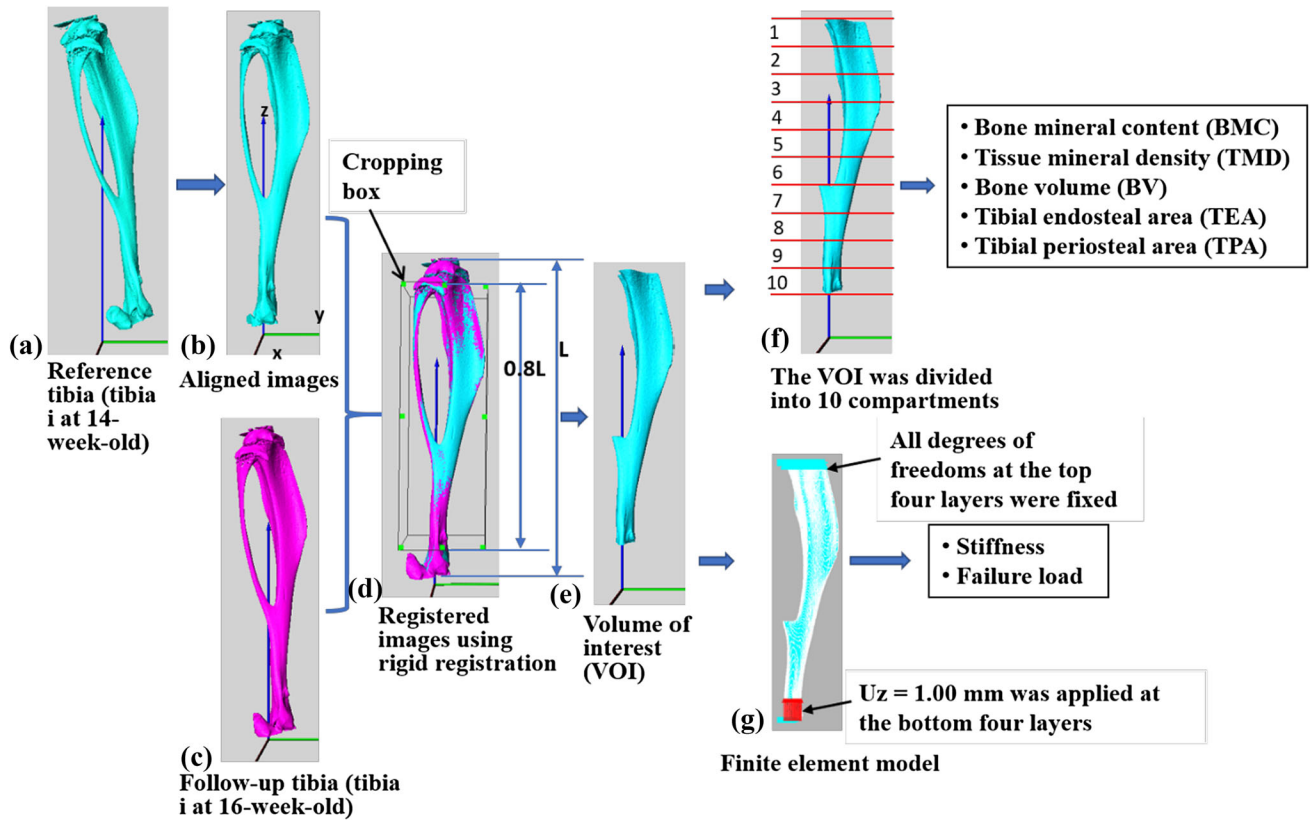 (a)
Reference
tibia (tibia
i at 14-
week-old)
z
y
x
(b)
Aligned images
(c)
Follow-up tibia (tibia
i at 16-week-old)
Cropping
box
0.8L
L
(d)
Registered
images using
rigid registration
(e)
Volume of
interest
(VOI)
1
2
3
4
5
6
7
8
9
10
(f)
The VOI was divided
into 10 compartments
• Bone mineral content (BMC)
• Tissue mineral density (TMD)
• Bone volume (BV)
• Tibial endosteal area (TEA)
• Tibial periosteal area (TPA)
All degrees of
freedoms at the top
four layers were fixed
• Stiffness
• Failure load
Uz = 1.00 mm was applied at
the bottom four layers
(g)
Finite element model